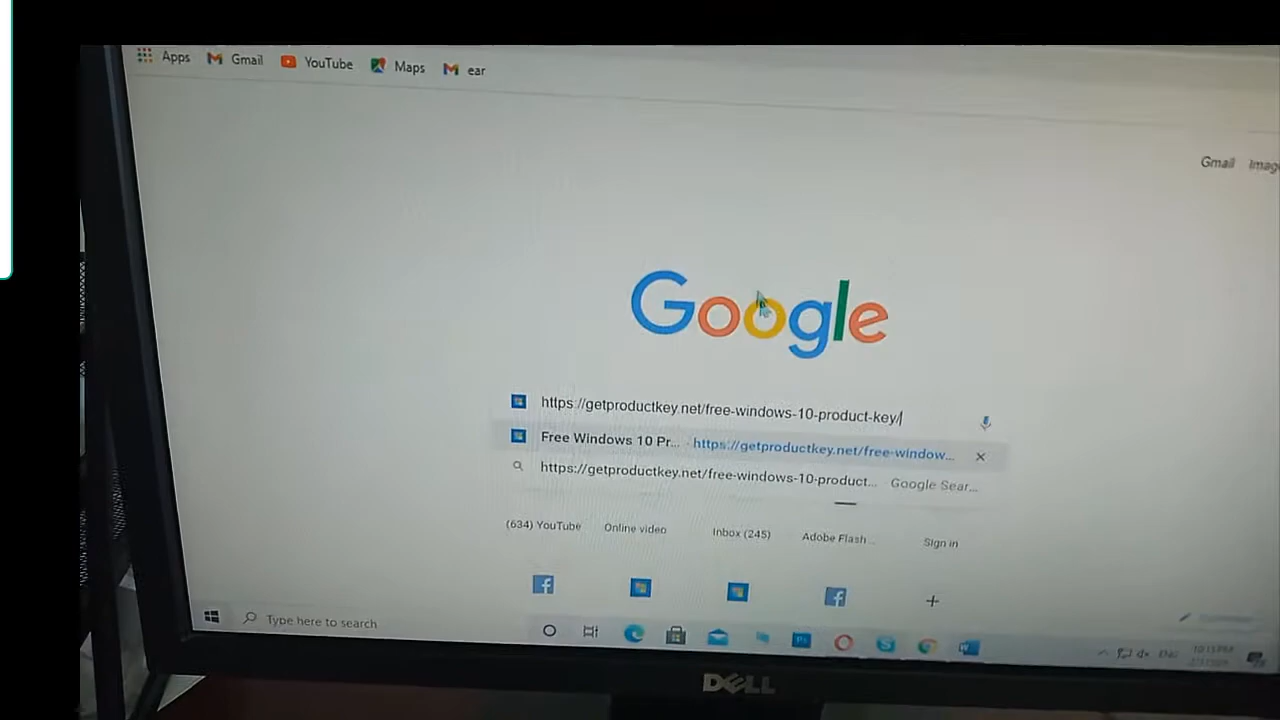 Apps Gmail YouTube Maps ear
Gmail
Google
https://getproductkey.net/free-windows-10-product-key/
Free Windows 10 Pr... - https://getproductkey.net/free-window...
https://getproductkey.net/free-windows-10-product... Google Sear...
(634) YouTube Online video Inbox (245) Adobe Flash... Sign in
Type here to search
DELL